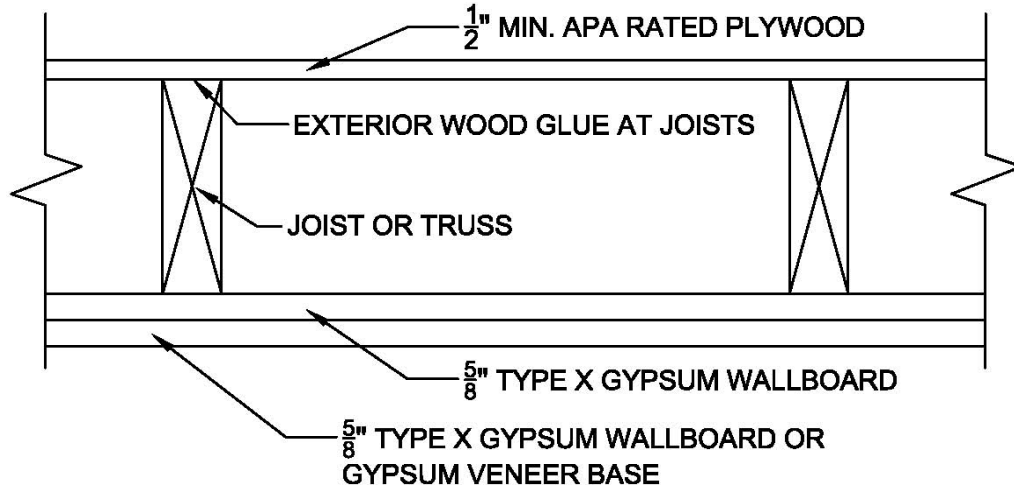 1/2" MIN. APA RATED PLYWOOD
EXTERIOR WOOD GLUE AT JOISTS
JOIST OR TRUSS
5/8" TYPE X GYPSUM WALLBOARD
5/8" TYPE X GYPSUM WALLBOARD OR
GYPSUM VENEER BASE